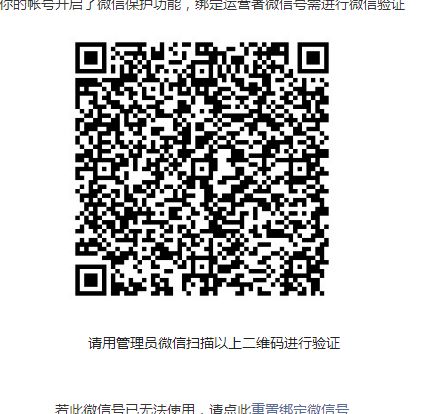 你的帐号开启了微信保护功能，绑定运营者微信号需进行微信验证
请用管理员微信扫描以上二维码进行验证
若此微信号已无法使用，请点此重置绑定微信号